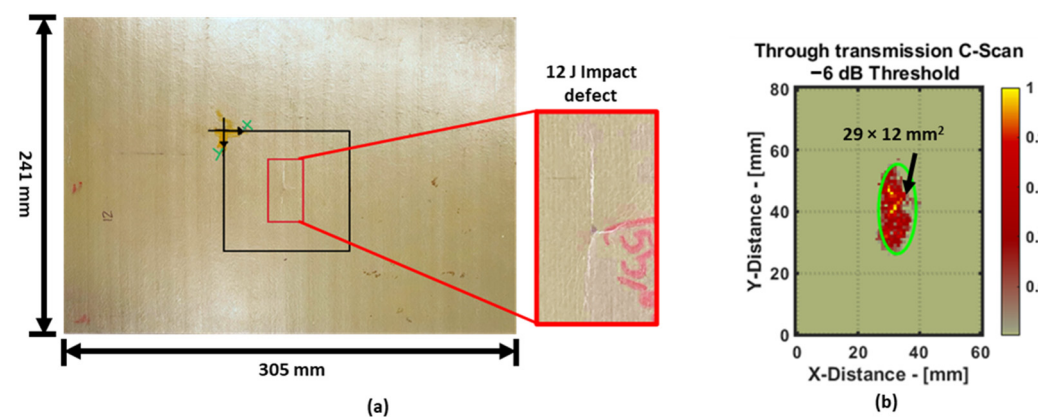 241 mm
305 mm
12
X
Y
12 J Impact
defect
(a)
Through transmission C-Scan
−6 dB Threshold
29 × 12 mm²
Y-Distance - [mm]
80
60
40
20
0
0
20
40
60
X-Distance - [mm]
1
0.
0.
0.
0.
(b)